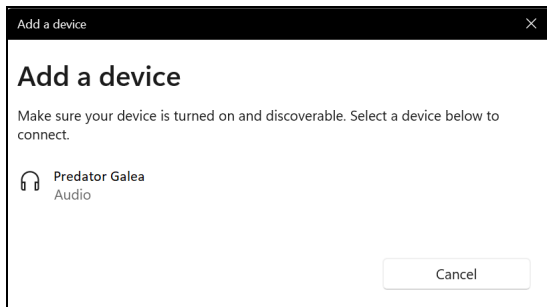 Add a device
Add a device
Make sure your device is turned on and discoverable. Select a device below to
connect.
Predator Galea
Audio
Cancel